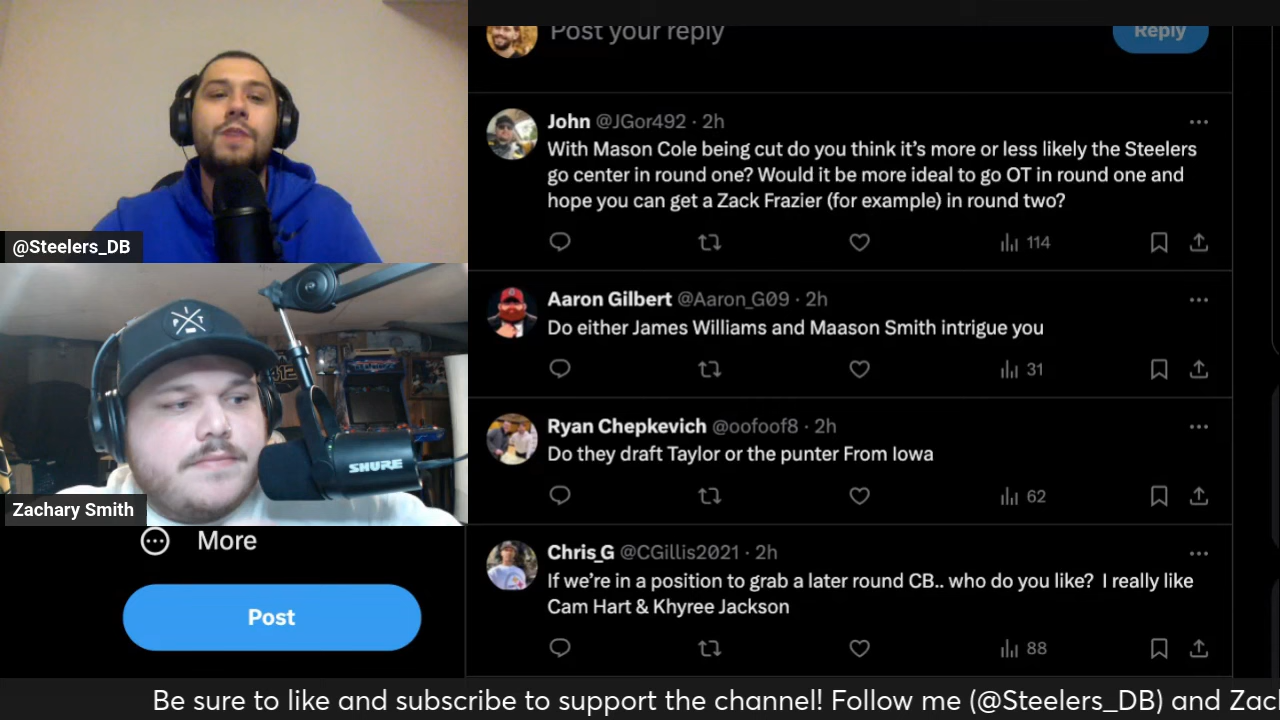 Post your reply
Reply
John @JGor492 · 2h
With Mason Cole being cut do you think it's more or less likely the Steelers
go center in round one? Would it be more ideal to go OT in round one and
hope you can get a Zack Frazier (for example) in round two?
114
@Steelers_DB
Aaron Gilbert @Aaron_G09 · 2h
Do either James Williams and Maason Smith intrigue you
31
412
P I T
SHURE
Zachary Smith
Ryan Chepkevich @oofoof8 · 2h
Do they draft Taylor or the punter From Iowa
62
More
Post
Chris_G @CGillis2021 · 2h
If we're in a position to grab a later round CB.. who do you like? I really like
Cam Hart & Khyree Jackson
88
Be sure to like and subscribe to support the channel! Follow me (@Steelers_DB) and Zac